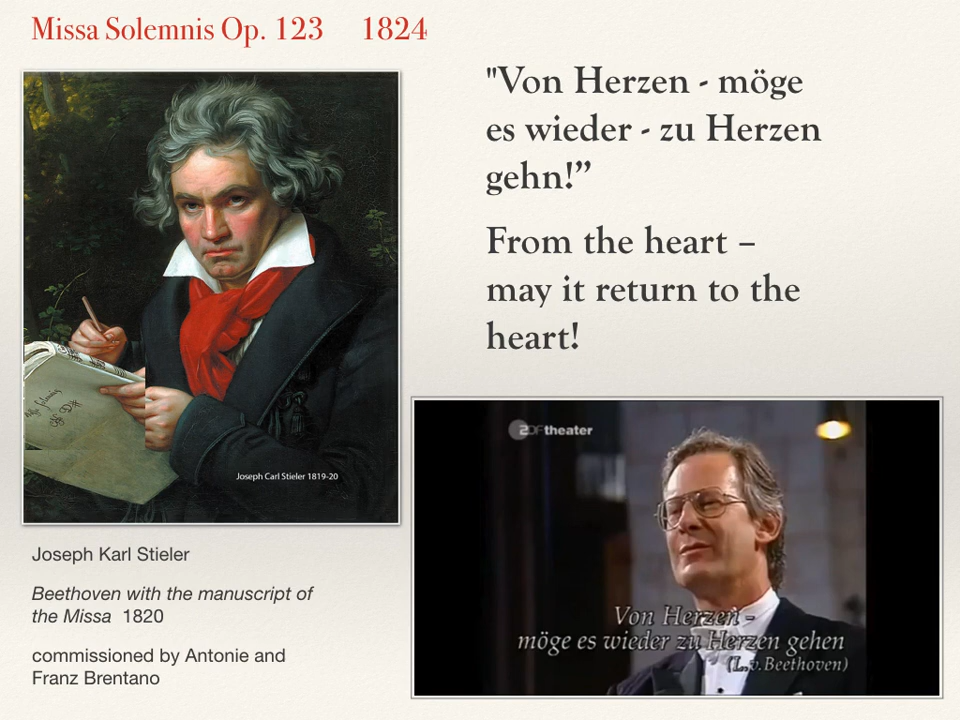 Missa Solemnis Op. 123 1824
"Von Herzen - möge
es wieder - zu Herzen
gehn!”
From the heart –
may it return to the
heart!
Joseph Carl Stieler 1819-20
Joseph Karl Stieler
Beethoven with the manuscript of
the Missa 1820
commissioned by Antonie and
Franz Brentano
ZDFtheater
Von Herzen -
möge es wieder zu Herzen gehen
(L.v.Beethoven)